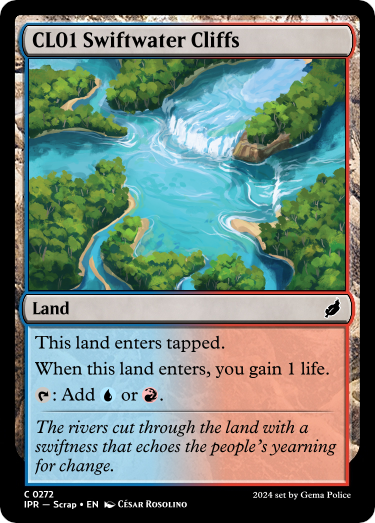 CL01 Swiftwater Cliffs
Land
This land enters tapped.
When this land enters, you gain 1 life.
: Add or .
The rivers cut through the land with a
swiftness that echoes the people's yearning
for change.
C 0272
IPR — Scrap • EN César Rosolino
2024 set by Gema Police